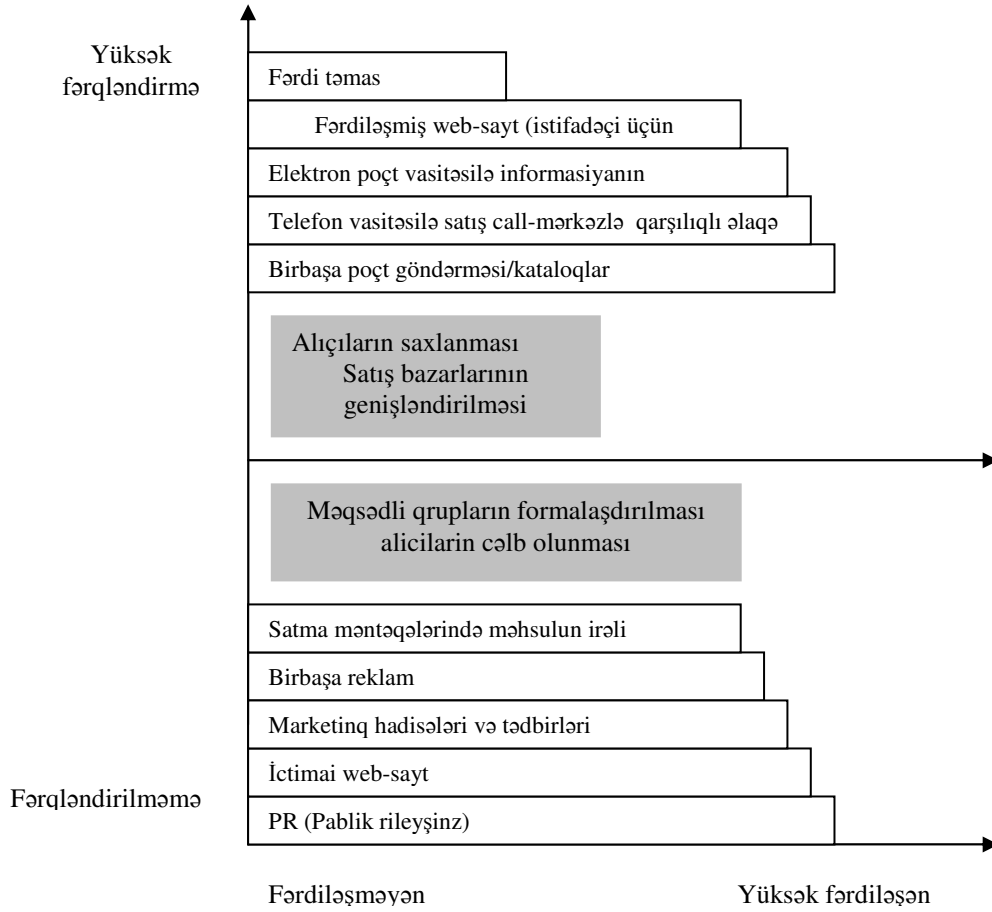 Yüksək
fərqləndirmə
Fərdi təmas
Fərdiləşmiş web-sayt (istifadəçi üçün
Elektron poçt vasitəsilə informasiyanın
Telefon vasitəsilə satış call-mərkəzlə qarşılıqlı əlaqə
Birbaşa poçt göndərməsi/kataloqlar
Alıçıların saxlanması
Satış bazarlarının
genişləndirilməsi
Məqsədli qrupların formalaşdırılması
alicilarin cəlb olunması
Satma məntəqələrində məhsulun irəli
Birbaşa reklam
Marketinq hadisələri və tədbirləri
İctimai web-sayt
Fərqləndirilməmə
PR (Pablik rileyşinz)
Fərdiləşməyən
Yüksək fərdiləşən